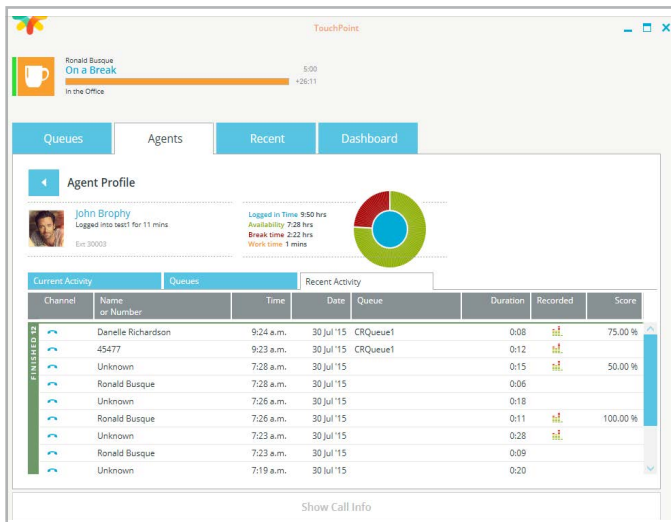 TouchPoint
Ronald Busque
On a Break
5:00
+26:11
In the Office
Queues Agents Recent Dashboard
Agent Profile
John Brophy
Logged into test1 for 11 mins
Ext 30003
Logged in Time 9:50 hrs
Availability 7:28 hrs
Break time 2:22 hrs
Work time 1 mins
Current Activity Queues Recent Activity
Channel Name or Number Time Date Queue Duration Recorded Score
FINISHED 12
Danelle Richardson 9:24 a.m. 30 Jul '15 CRQueue1 0:08 75.00 %
45477 9:23 a.m. 30 Jul '15 CRQueue1 0:12
Unknown 7:28 a.m. 30 Jul '15 0:15 50.00 %
Ronald Busque 7:28 a.m. 30 Jul '15 0:06
Unknown 7:26 a.m. 30 Jul '15 0:18
Ronald Busque 7:26 a.m. 30 Jul '15 0:11 100.00 %
Unknown 7:23 a.m. 30 Jul '15 0:28
Ronald Busque 7:23 a.m. 30 Jul '15 0:09
Unknown 7:19 a.m. 30 Jul '15 0:20
Show Call Info